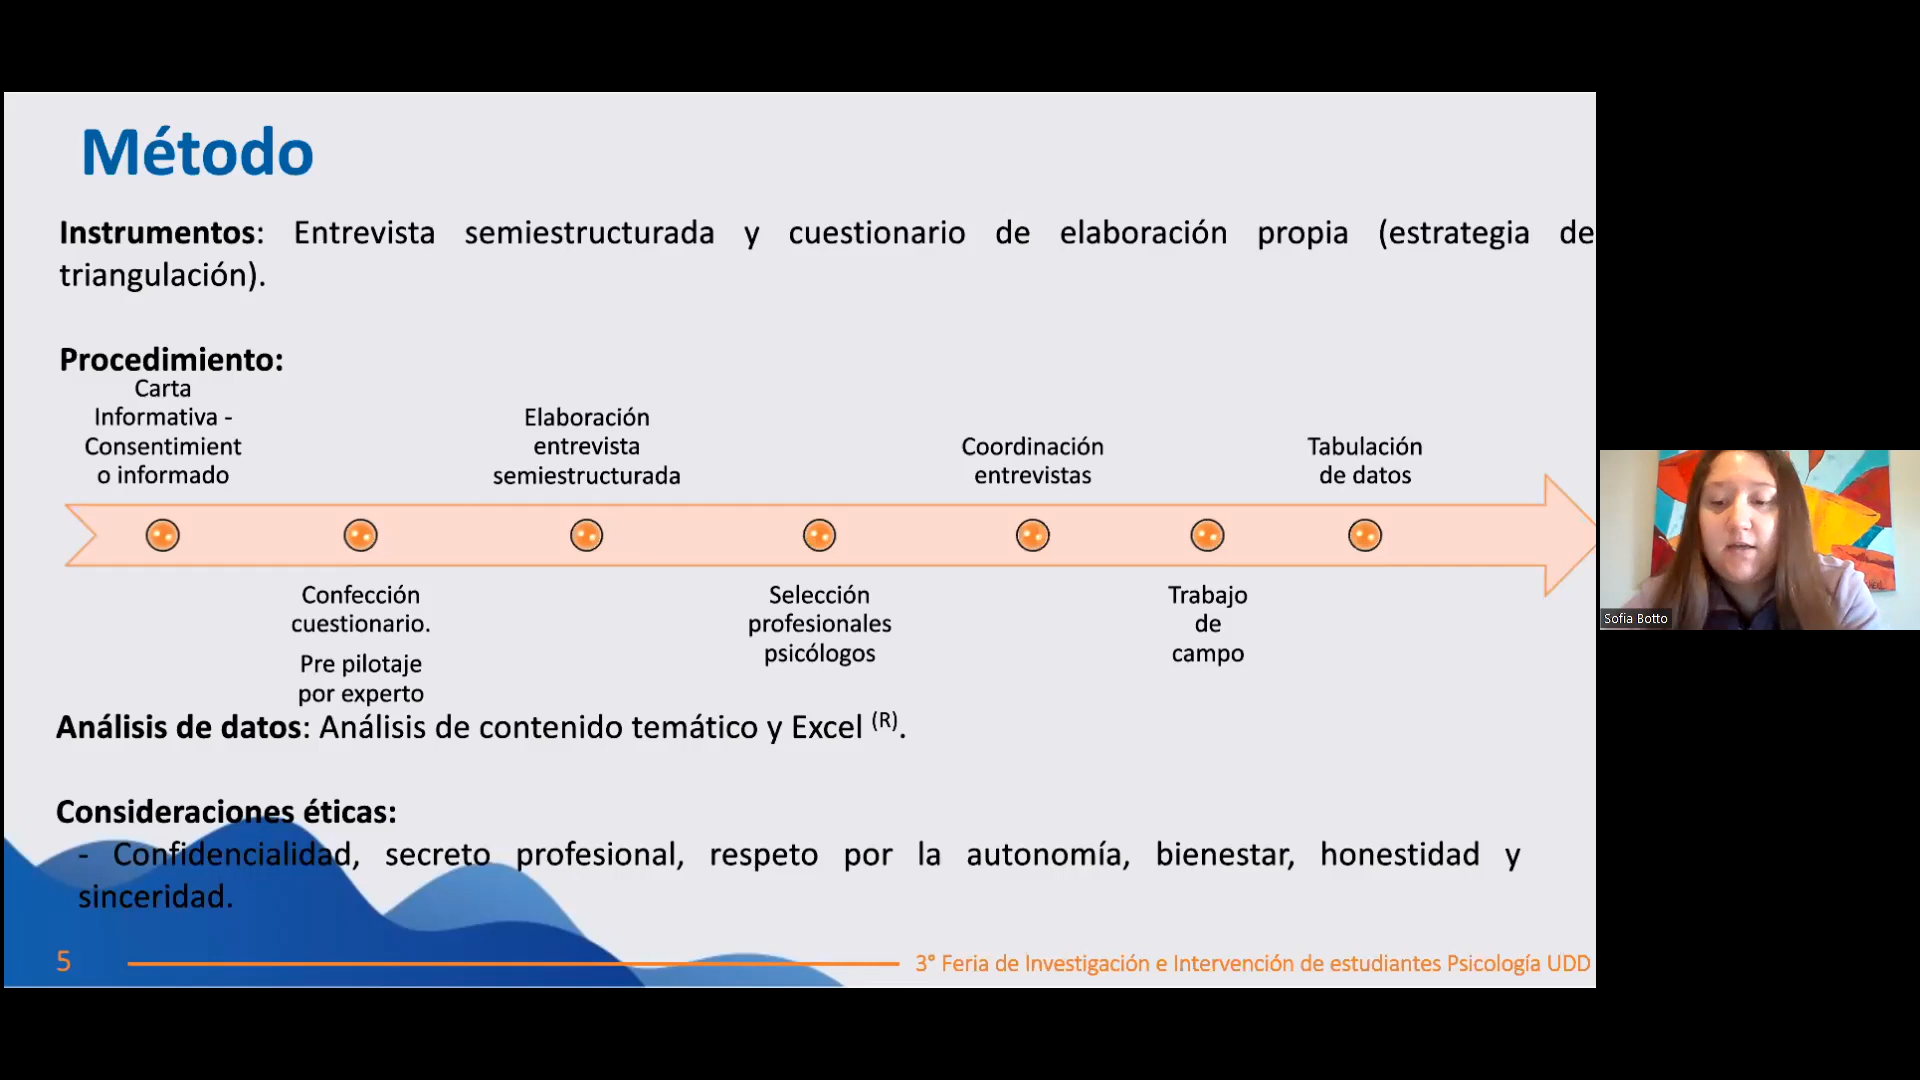 Método
Instrumentos: Entrevista semiestructurada y cuestionario de elaboración propia (estrategia de
triangulación).
Procedimiento:
Carta
Informativa -
Consentimient
o informado
Confección
cuestionario.
Pre pilotaje
por experto
Elaboración
entrevista
semiestructurada
Selección
profesionales
psicólogos
Coordinación
entrevistas
Trabajo
de
campo
Tabulación
de datos
Análisis de datos: Análisis de contenido temático y Excel (R).
Consideraciones éticas:
- Confidencialidad, secreto profesional, respeto por la autonomía, bienestar, honestidad y
sinceridad.
5
3° Feria de Investigación e Intervención de estudiantes Psicología UDD
Sofia Botto